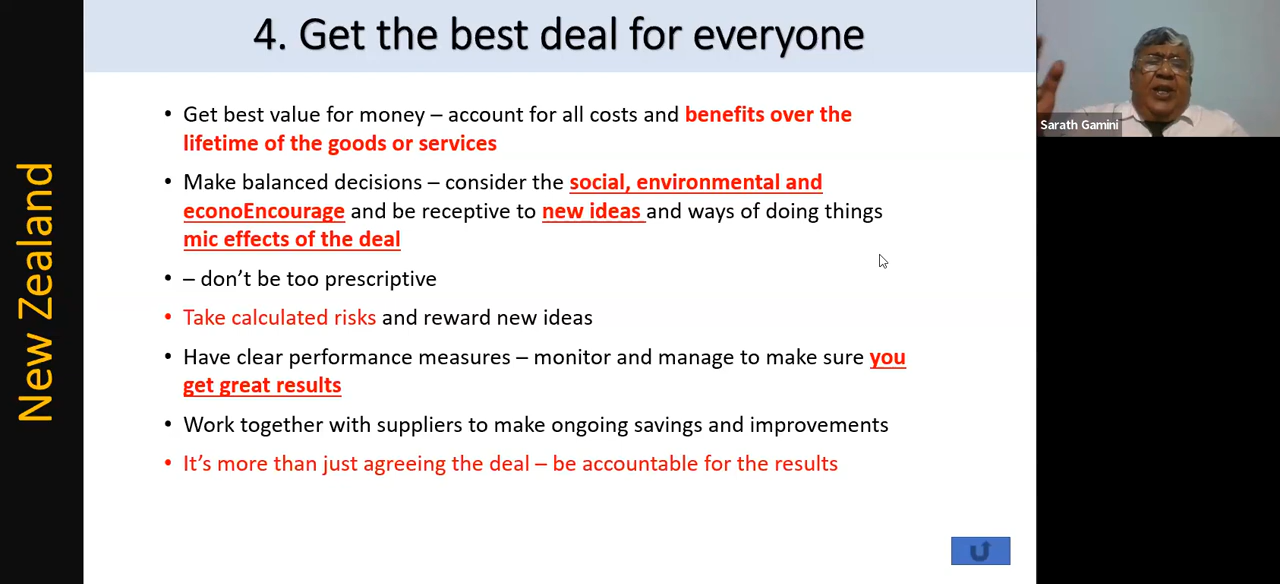 4. Get the best deal for everyone
New Zealand
• Get best value for money – account for all costs and benefits over the
lifetime of the goods or services
• Make balanced decisions – consider the social, environmental and
econoEncourage and be receptive to new ideas and ways of doing things
mic effects of the deal
• – don’t be too prescriptive
• Take calculated risks and reward new ideas
• Have clear performance measures – monitor and manage to make sure you
get great results
• Work together with suppliers to make ongoing savings and improvements
• It’s more than just agreeing the deal – be accountable for the results
Sarath Gamini